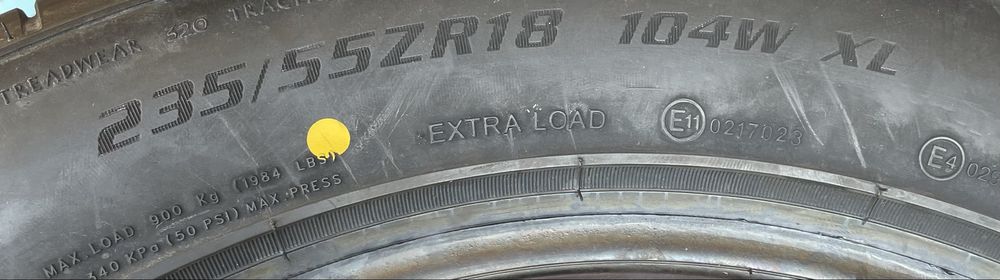 TREADWEAR 320 TRACTION
235/55ZR18 104W XL
EXTRA LOAD E11 0217023
E4
MAX.LOAD 900 Kg (1984 LBS)
340 KPa (50 PSI) MAX.PRESS